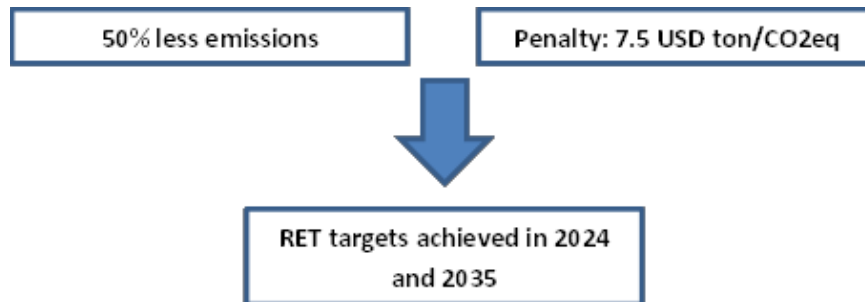 50% less emissions
Penalty: 7.5 USD ton/CO2eq
RET targets achieved in 2024
and 2035